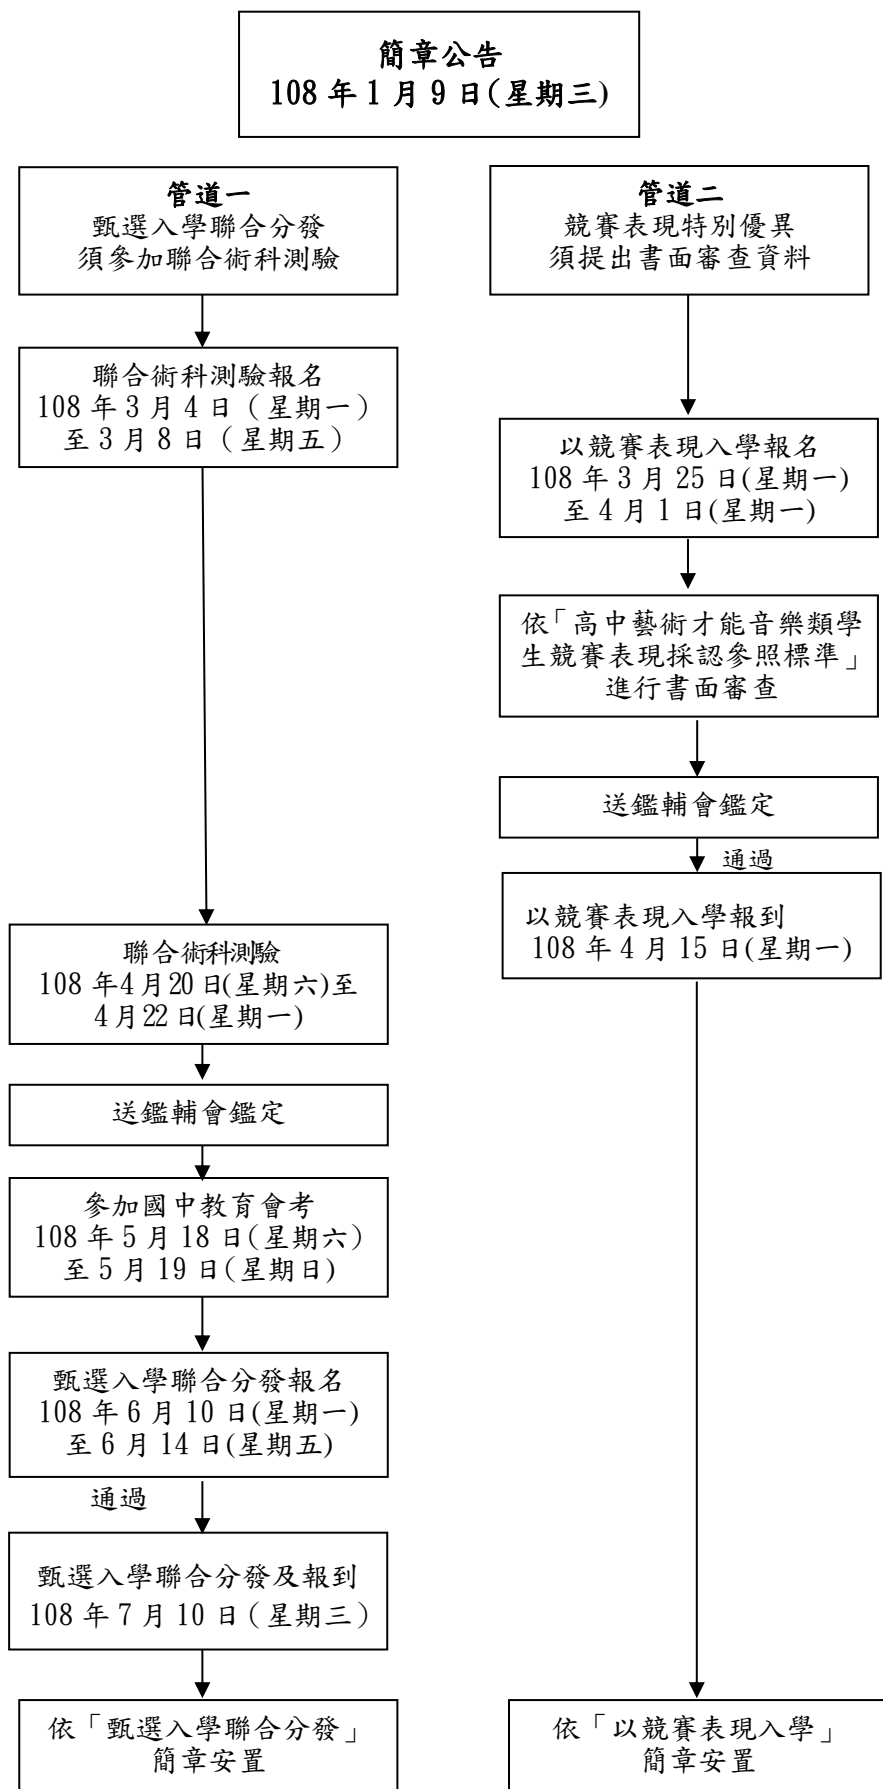 簡章公告
108 年 1 月 9 日(星期三)
管道一
甄選入學聯合分發
須參加聯合術科測驗
聯合術科測驗報名
108 年 3 月 4 日（星期一）
至 3 月 8 日（星期五）
聯合術科測驗
108 年4 月20 日(星期六)至
4 月22 日(星期一)
送鑑輔會鑑定
參加國中教育會考
108 年 5 月 18 日(星期六)
至 5 月 19 日(星期日)
甄選入學聯合分發報名
108 年 6 月 10 日(星期一)
至 6 月 14 日(星期五)
通過
甄選入學聯合分發及報到
108 年 7 月 10 日（星期三）
依「甄選入學聯合分發」
簡章安置
管道二
競賽表現特別優異
須提出書面審查資料
以競賽表現入學報名
108 年 3 月 25 日(星期一)
至 4 月 1 日(星期一)
依「高中藝術才能音樂類學
生競賽表現採認參照標準」
進行書面審查
送鑑輔會鑑定
通過
以競賽表現入學報到
108 年 4 月 15 日(星期一)
依「以競賽表現入學」
簡章安置